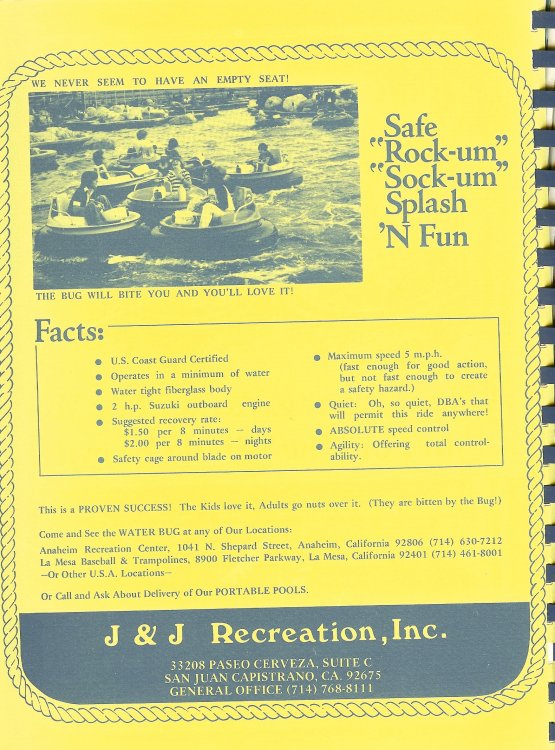 WE NEVER SEEM TO HAVE AN EMPTY SEAT!
Safe
"Rock-um"
"Sock-um"
Splash
'N Fun
THE BUG WILL BITE YOU AND YOU'LL LOVE IT!
Facts:
● U.S. Coast Guard Certified
● Operates in a minimum of water
● Water tight fiberglass body
● 2 h.p. Suzuki outboard engine
● Suggested recovery rate:
$1.50 per 8 minutes — days
$2.00 per 8 minutes — nights
● Safety cage around blade on motor
● Maximum speed 5 m.p.h.
(fast enough for good action,
but not fast enough to create
a safety hazard.)
● Quiet: Oh, so quiet, DBA's that
will permit this ride anywhere!
● ABSOLUTE speed control
● Agility: Offering total control-
ability.
This is a PROVEN SUCCESS! The Kids love it, Adults go nuts over it. (They are bitten by the Bug!)
Come and See the WATER BUG at any of Our Locations:
Anaheim Recreation Center, 1041 N. Shepard Street, Anaheim, California 92806 (714) 630-7212
La Mesa Baseball & Trampolines, 8900 Fletcher Parkway, La Mesa, California 92401 (714) 461-8001
—Or Other U.S.A. Locations—
Or Call and Ask About Delivery of Our PORTABLE POOLS.
J & J Recreation, Inc.
33208 PASEO CERVEZA, SUITE C
SAN JUAN CAPISTRANO, CA. 92675
GENERAL OFFICE (714) 768-8111